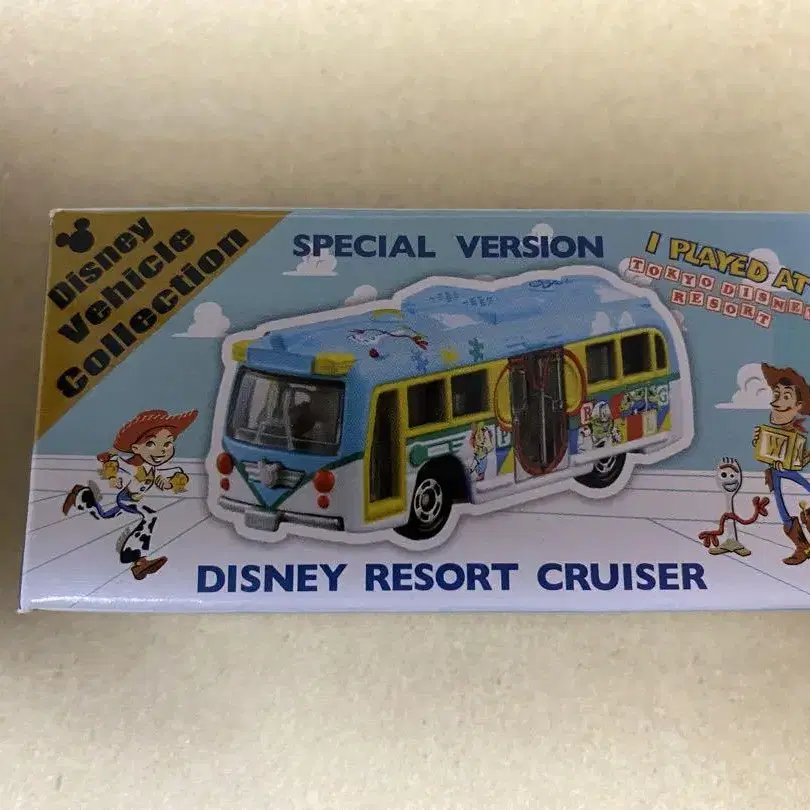 Disney
Vehicle
Collection
SPECIAL VERSION
I PLAYED AT
TOKYO DISNEY
RESORT
W
DISNEY RESORT CRUISER